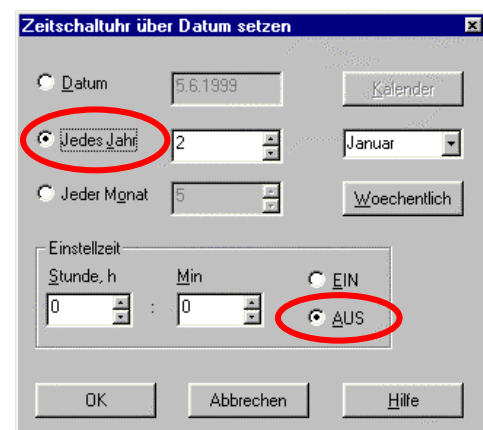 Zeitschaltuhr über Datum setzen
Datum 5.6.1999 Kalender
Jedes Jahr 2 Januar
Jeder Monat 5 Woechentlich
Einstellzeit
Stunde, h Min EIN
0 : 0 AUS
OK Abbrechen Hilfe